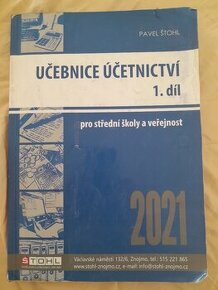 PAVEL ŠTOHL
UČEBNICE ÚČETNICTVÍ
1. díl
pro střední školy a veřejnost
2021
ŠTOHL
Václavské náměstí 132/6, Znojmo, tel.: 515 221 865
www.stohl-znojmo.cz, e-mail: info@stohl-znojmo.cz